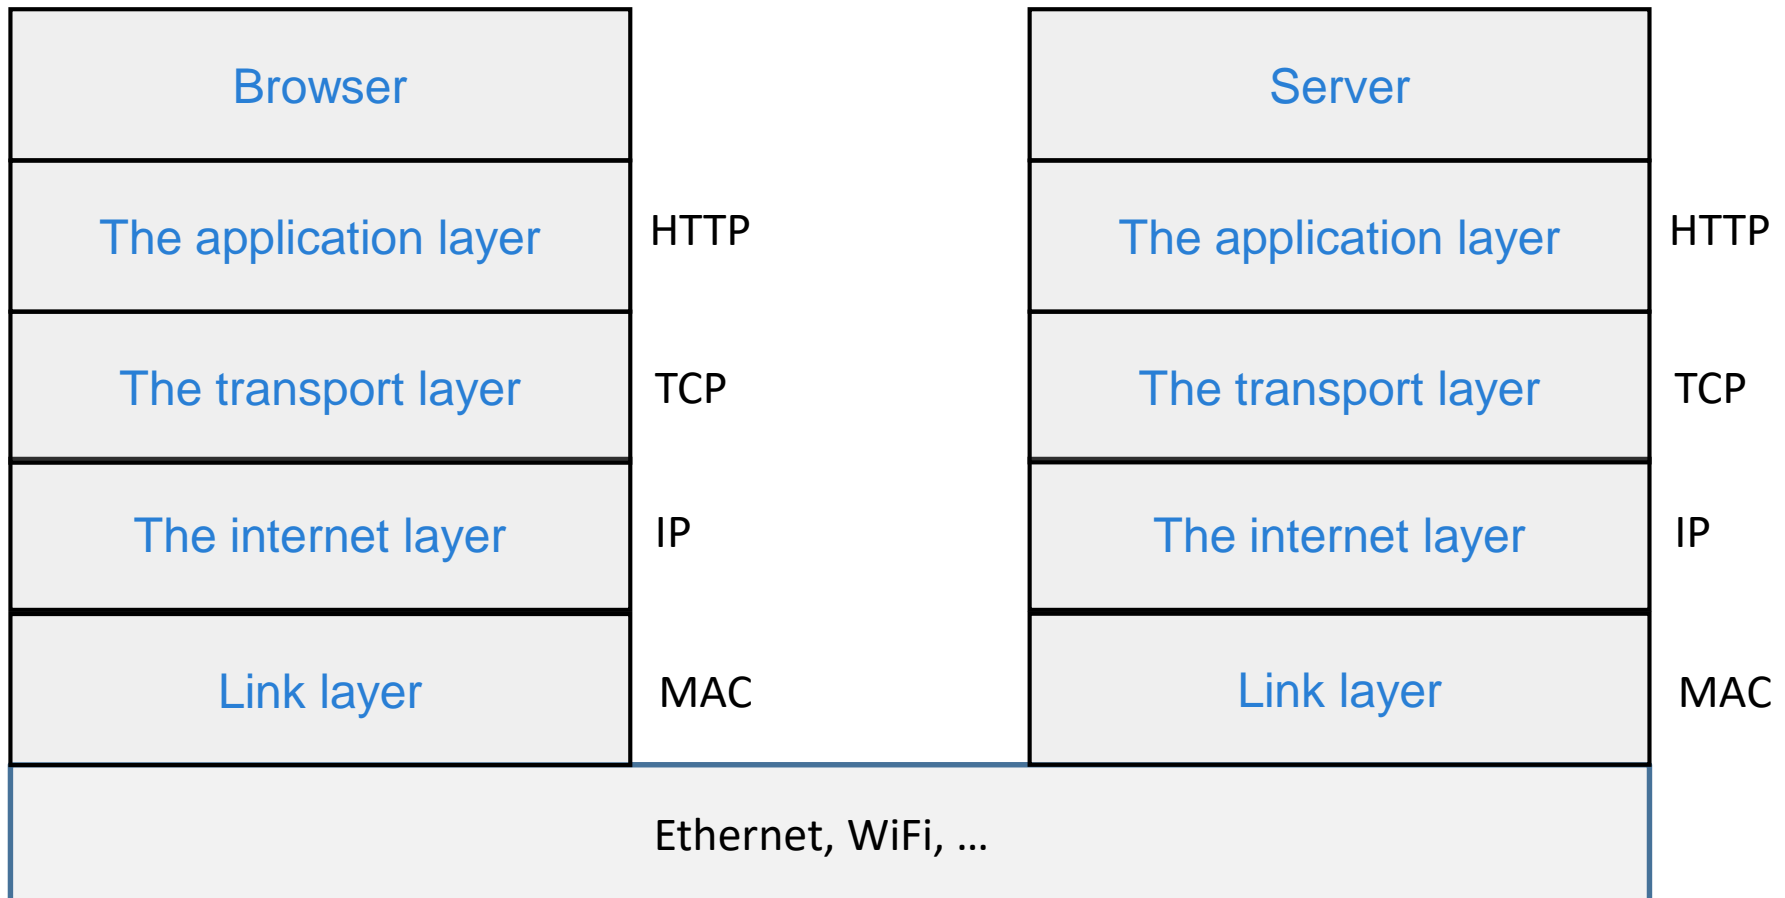 Browser
Server
The application layer
HTTP
The application layer
HTTP
The transport layer
TCP
The transport layer
TCP
The internet layer
IP
The internet layer
IP
Link layer
MAC
Link layer
MAC
Ethernet, WiFi, …